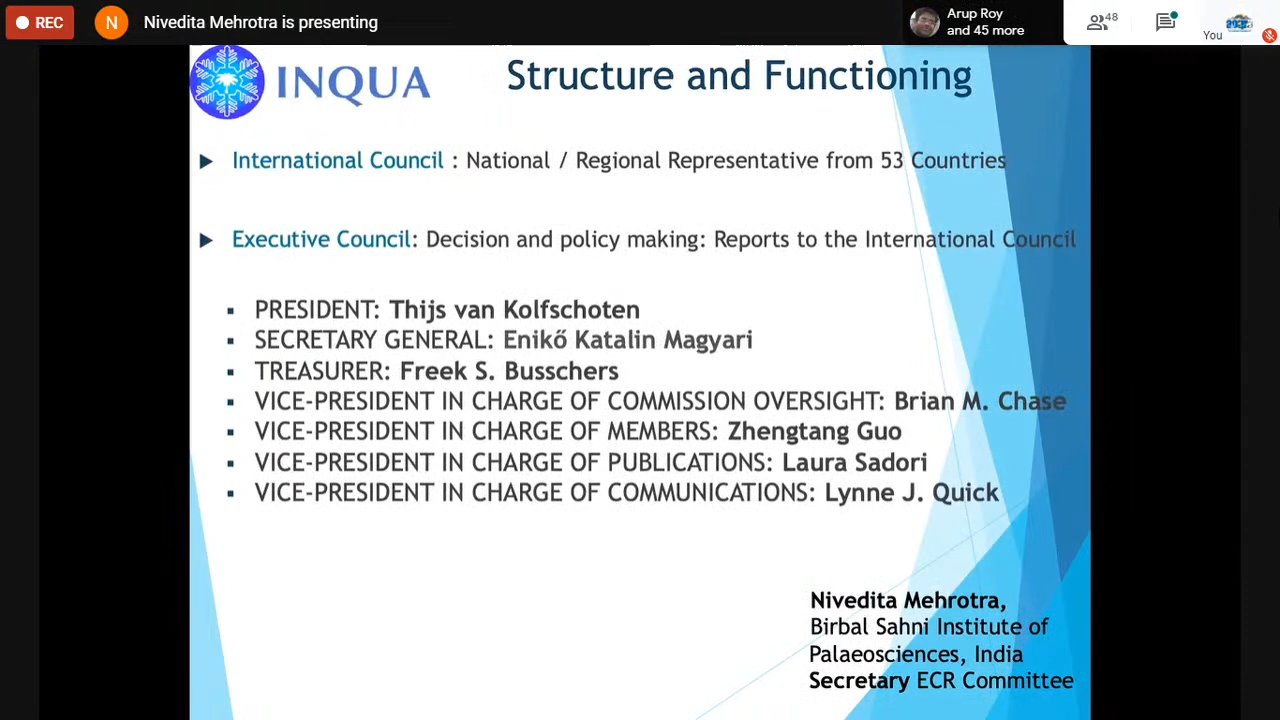 REC
N
Nivedita Mehrotra is presenting
Arup Roy
and 45 more
48
You
INQUA
Structure and Functioning
International Council : National / Regional Representative from 53 Countries
Executive Council: Decision and policy making: Reports to the International Council
PRESIDENT: Thijs van Kolfschoten
SECRETARY GENERAL: Enikő Katalin Magyari
TREASURER: Freek S. Busschers
VICE-PRESIDENT IN CHARGE OF COMMISSION OVERSIGHT: Brian M. Chase
VICE-PRESIDENT IN CHARGE OF MEMBERS: Zhengtang Guo
VICE-PRESIDENT IN CHARGE OF PUBLICATIONS: Laura Sadori
VICE-PRESIDENT IN CHARGE OF COMMUNICATIONS: Lynne J. Quick
Nivedita Mehrotra,
Birbal Sahni Institute of
Palaeosciences, India
Secretary ECR Committee